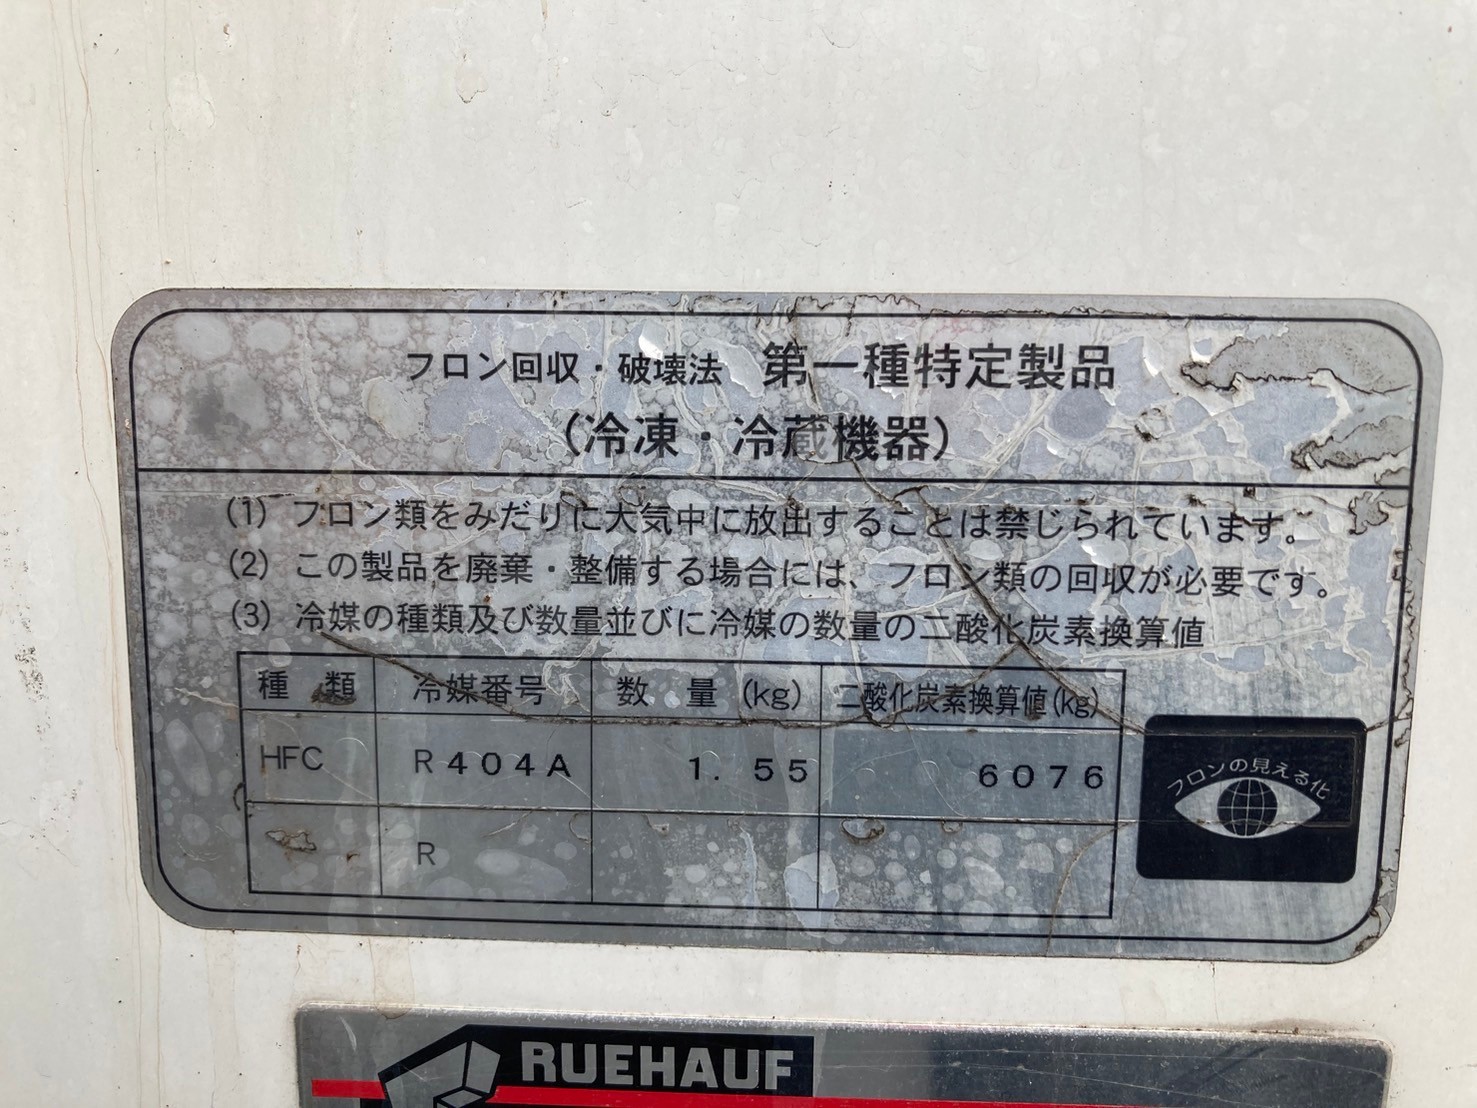 フロン回収・破壊法 第一種特定製品
(冷凍・冷蔵機器)
(1) フロン類をみだりに大気中に放出することは禁じられています。
(2) この製品を廃棄・整備する場合には、フロン類の回収が必要です。
(3) 冷媒の種類及び数量並びに冷媒の数量の二酸化炭素換算値
種 類 冷媒番号 数 量 (kg) 二酸化炭素換算値(kg)
HFC R404A 1.55 6076
R
フロンの見える化
RUEHAUF